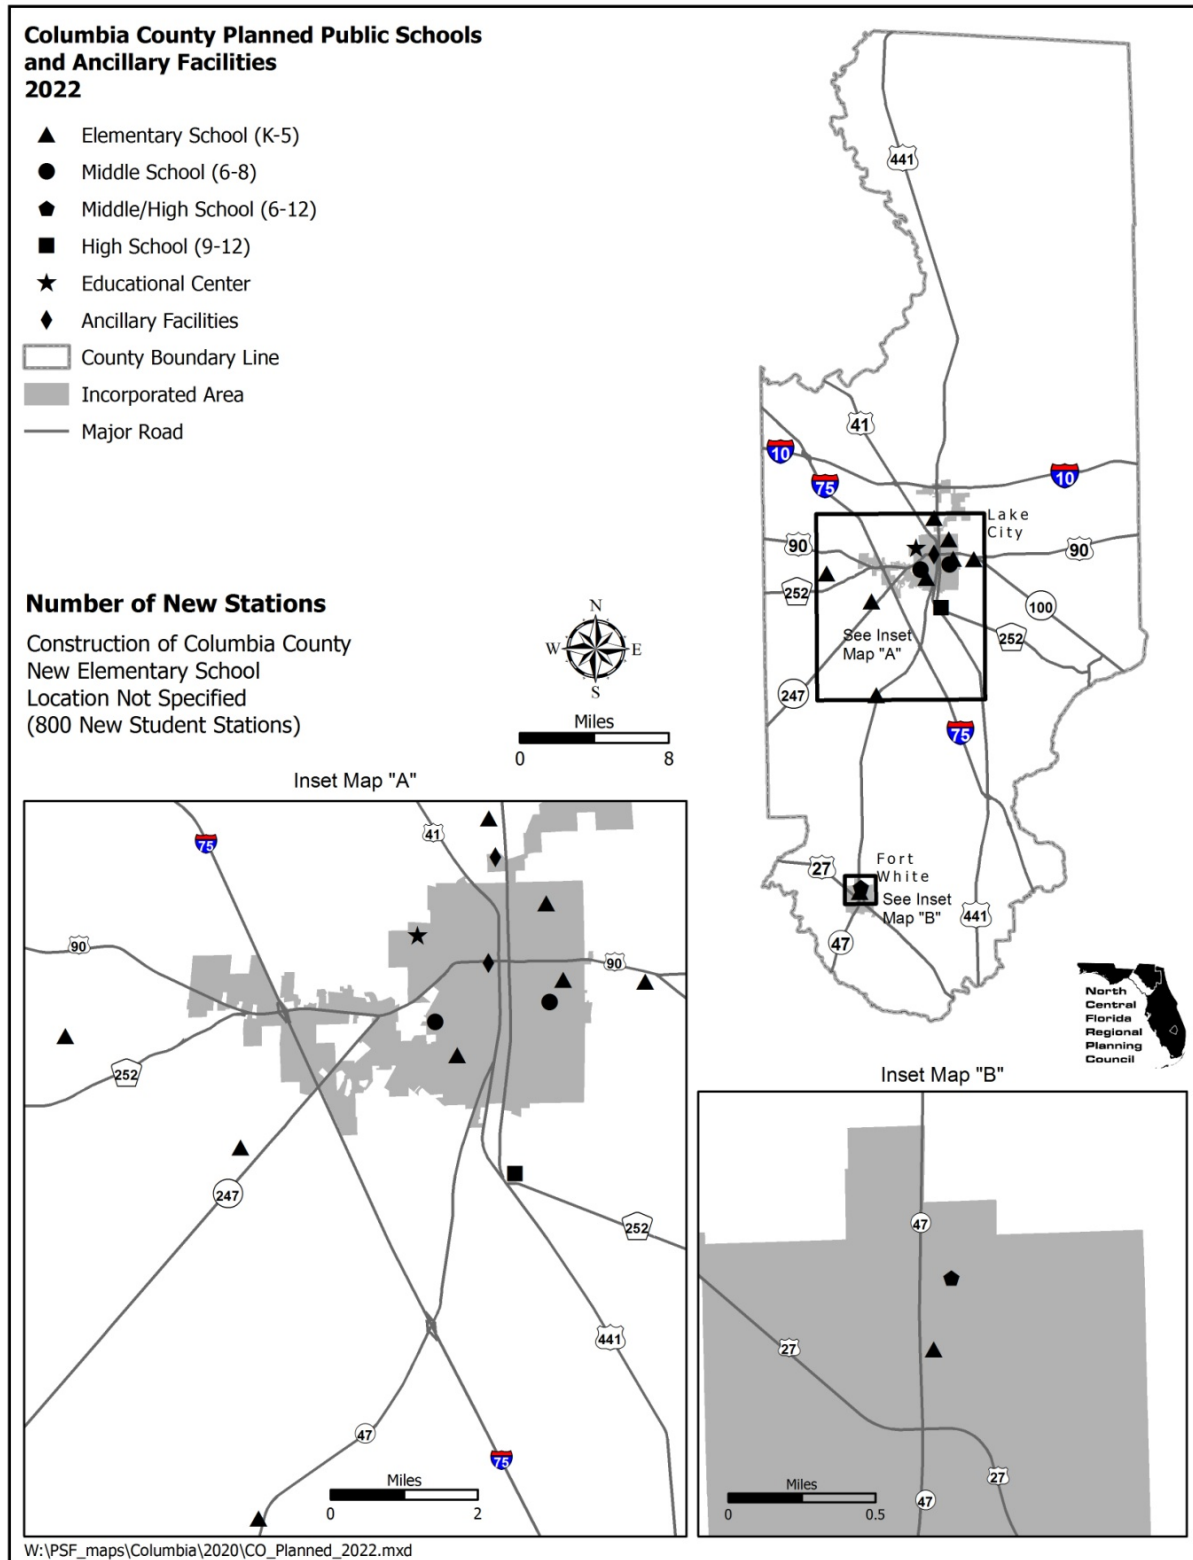 Columbia County Planned Public Schools
and Ancillary Facilities
2022
Elementary School (K-5)
Middle School (6-8)
Middle/High School (6-12)
High School (9-12)
Educational Center
Ancillary Facilities
County Boundary Line
Incorporated Area
Major Road
441
41
10
75
10
Lake
City
90
90
252
100
252
See Inset
Map "A"
247
75
27
Fort
White
See Inset
Map "B"
47
441
Number of New Stations
Construction of Columbia County
New Elementary School
Location Not Specified
(800 New Student Stations)
N
W E
S
Miles
0 8
North
Central
Florida
Regional
Planning
Council
Inset Map "A"
75
41
90
90
252
247
252
441
47
75
Miles
0 2
Inset Map "B"
47
27
27
47
Miles
0 0.5
W:\PSF_maps\Columbia\2020\CO_Planned_2022.mxd